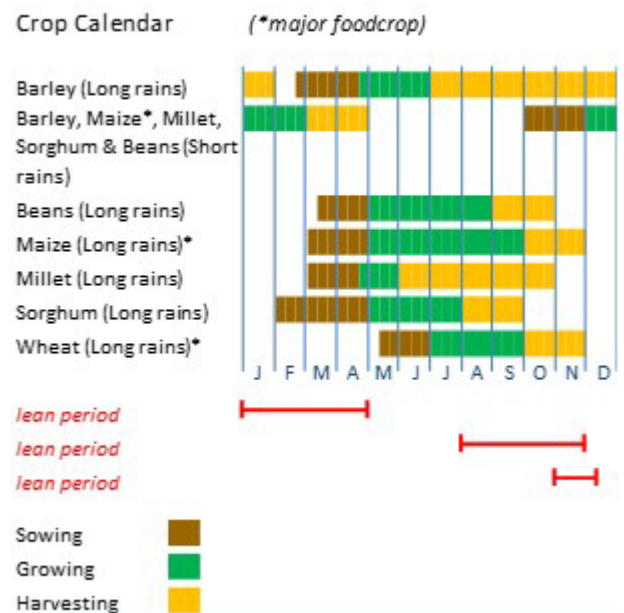 Crop Calendar (*major foodcrop)
Barley (Long rains)
Barley, Maize*, Millet,
Sorghum & Beans (Short
rains)
Beans (Long rains)
Maize (Long rains)*
Millet (Long rains)
Sorghum (Long rains)
Wheat (Long rains)*
J F M A M J J A S O N D
lean period
lean period
lean period
Sowing
Growing
Harvesting